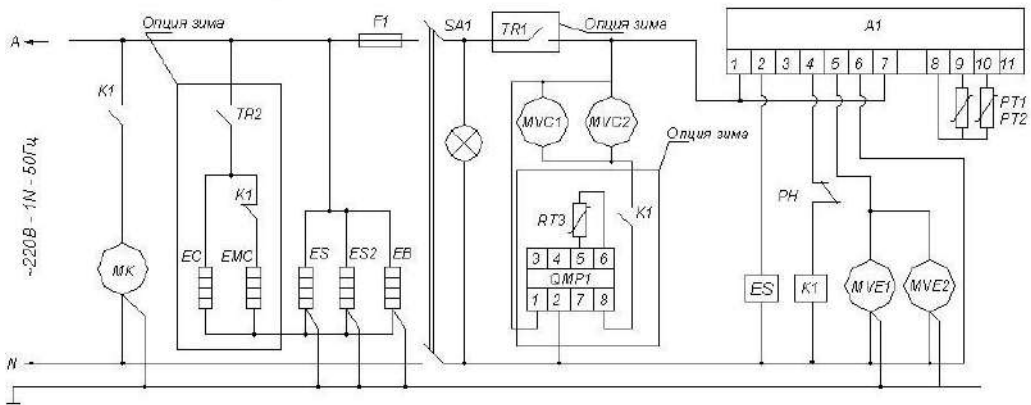 Опция зима
F1
SA1
TR1
Опция зима
A1
A
1 2 3 4 5 6 7 8 9 10 11
K1
TR2
MVC1
MVC2
PT1
PT2
Опция зима
~220В - 1N - 50Гц
K1
RT3
K1
PH
EC
EMC
ES
ES2
EB
3 4 5 6
QMP1
1 2 7 8
MK
ES
K1
MVE1
MVE2
N